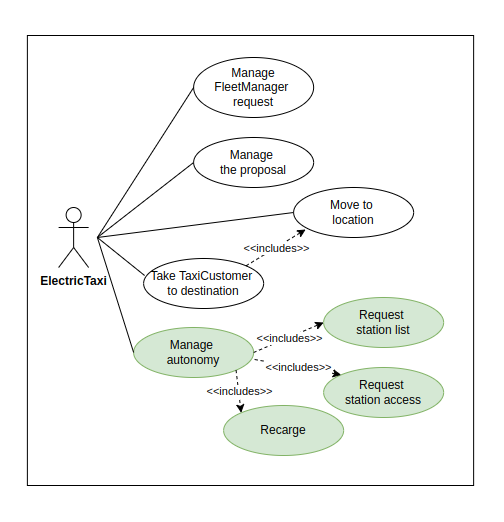 Manage
FleetManager
request
Manage
the proposal
Move to
location
<<includes>>
ElectricTaxi
Take TaxiCustomer
to destination
Request
station list
<<includes>>
Manage
autonomy
<<includes>>
Request
station access
<<includes>>
Recarge